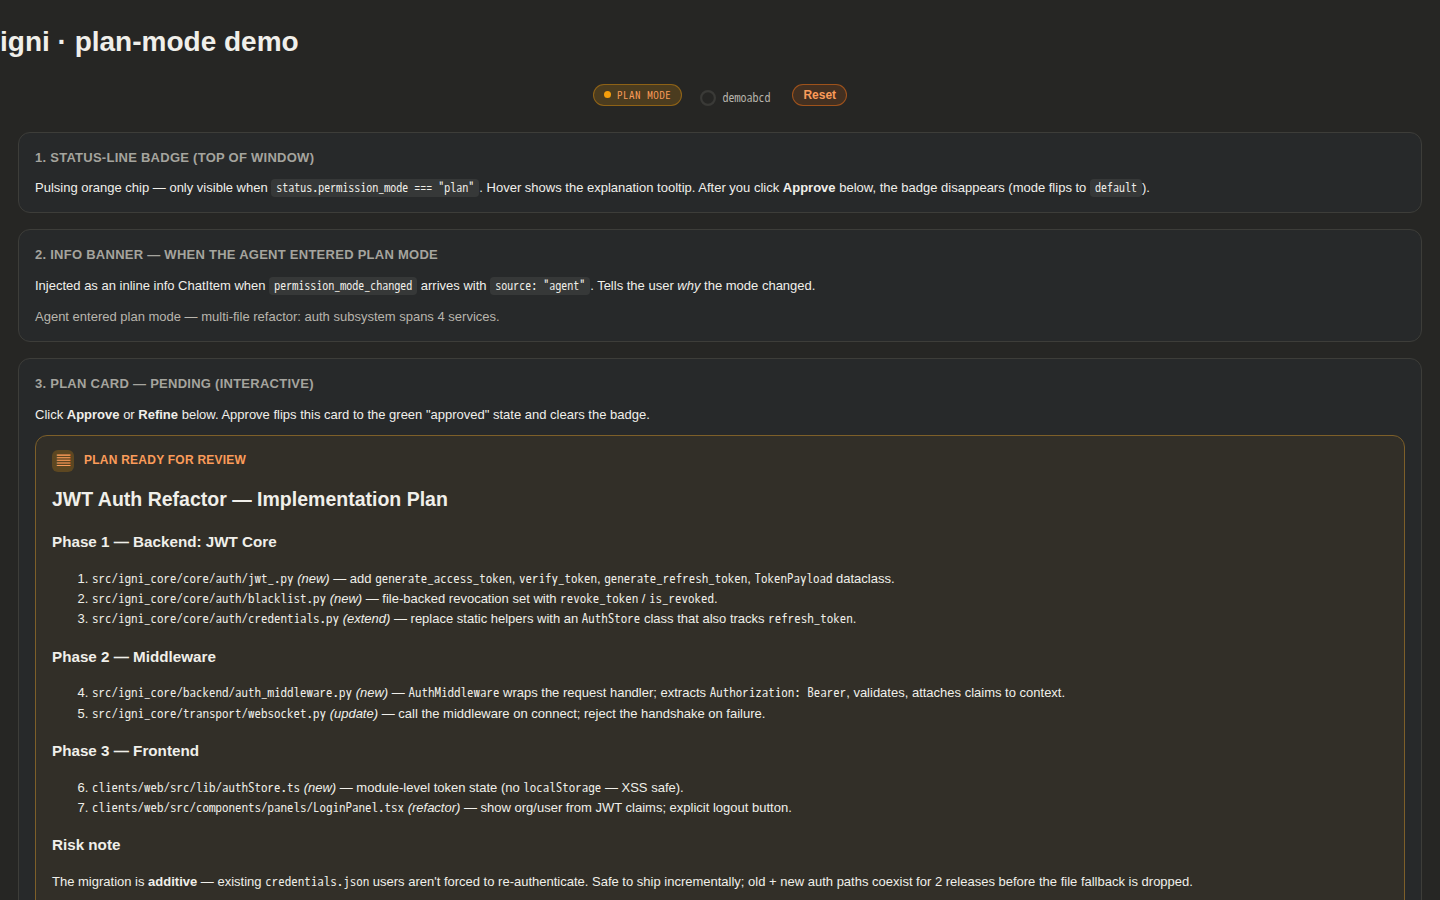 igni · plan-mode demo
PLAN MODE demoabcd Reset
1. STATUS-LINE BADGE (TOP OF WINDOW)
Pulsing orange chip — only visible when status.permission_mode === "plan". Hover shows the explanation tooltip. After you click Approve below, the badge disappears (mode flips to default).
2. INFO BANNER — WHEN THE AGENT ENTERED PLAN MODE
Injected as an inline info ChatItem when permission_mode_changed arrives with source: "agent". Tells the user why the mode changed.
Agent entered plan mode — multi-file refactor: auth subsystem spans 4 services.
3. PLAN CARD — PENDING (INTERACTIVE)
Click Approve or Refine below. Approve flips this card to the green "approved" state and clears the badge.
PLAN READY FOR REVIEW
JWT Auth Refactor — Implementation Plan
Phase 1 — Backend: JWT Core
1. src/igni_core/core/auth/jwt_.py (new) — add generate_access_token, verify_token, generate_refresh_token, TokenPayload dataclass.
2. src/igni_core/core/auth/blacklist.py (new) — file-backed revocation set with revoke_token / is_revoked.
3. src/igni_core/core/auth/credentials.py (extend) — replace static helpers with an AuthStore class that also tracks refresh_token.
Phase 2 — Middleware
4. src/igni_core/backend/auth_middleware.py (new) — AuthMiddleware wraps the request handler; extracts Authorization: Bearer, validates, attaches claims to context.
5. src/igni_core/transport/websocket.py (update) — call the middleware on connect; reject the handshake on failure.
Phase 3 — Frontend
6. clients/web/src/lib/authStore.ts (new) — module-level token state (no localStorage — XSS safe).
7. clients/web/src/components/panels/LoginPanel.tsx (refactor) — show org/user from JWT claims; explicit logout button.
Risk note
The migration is additive — existing credentials.json users aren't forced to re-authenticate. Safe to ship incrementally; old + new auth paths coexist for 2 releases before the file fallback is dropped.